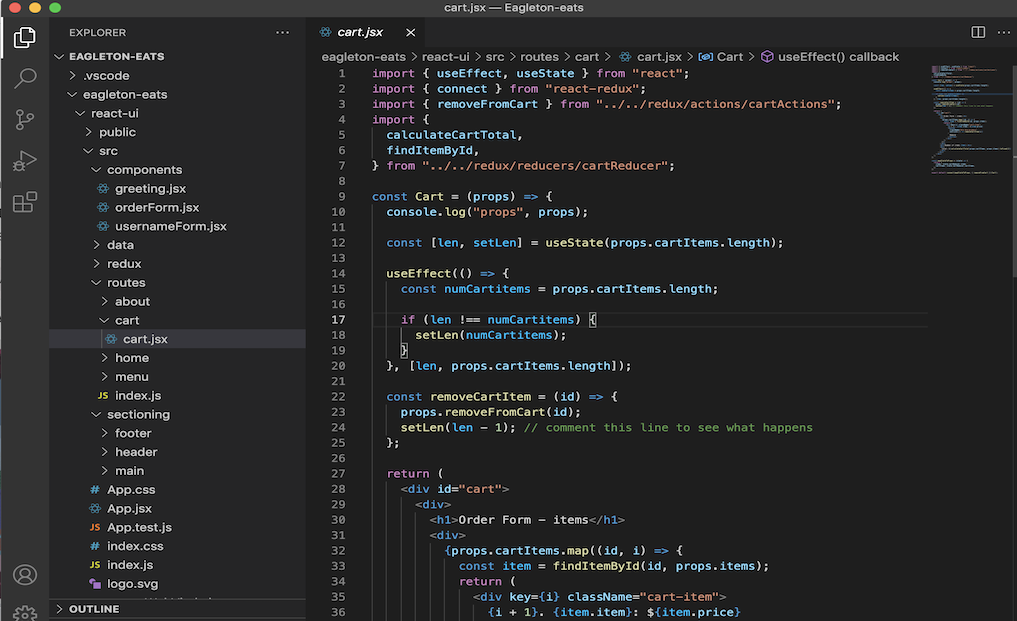 cart.jsx — Eagleton-eats
EXPLORER
EAGLETON-EATS
.vscode
eagleton-eats
react-ui
public
src
components
greeting.jsx
orderForm.jsx
usernameForm.jsx
data
redux
routes
about
cart
cart.jsx
home
menu
JS index.js
sectioning
footer
header
main
# App.css
App.jsx
JS App.test.js
# index.css
JS index.js
logo.svg
OUTLINE
cart.jsx
eagleton-eats > react-ui > src > routes > cart > cart.jsx > Cart > useEffect() callback
1 import { useEffect, useState } from "react";
2 import { connect } from "react-redux";
3 import { removeFromCart } from "../../redux/actions/cartActions";
4 import {
5 calculateCartTotal,
6 findItemById,
7 } from "../../redux/reducers/cartReducer";
8
9 const Cart = (props) => {
10 console.log("props", props);
11
12 const [len, setLen] = useState(props.cartItems.length);
13
14 useEffect(() => {
15 const numCartitems = props.cartItems.length;
16
17 if (len !== numCartitems) {
18 setLen(numCartitems);
19 }
20 }, [len, props.cartItems.length]);
21
22 const removeCartItem = (id) => {
23 props.removeFromCart(id);
24 setLen(len - 1); // comment this line to see what happens
25 };
26
27 return (
28 <div id="cart">
29 <div>
30 <h1>Order Form - items</h1>
31 <div>
32 {props.cartItems.map((id, i) => {
33 const item = findItemById(id, props.items);
34 return (
35 <div key={i} className="cart-item">
36 {i + 1}. {item.item}: ${item.price}